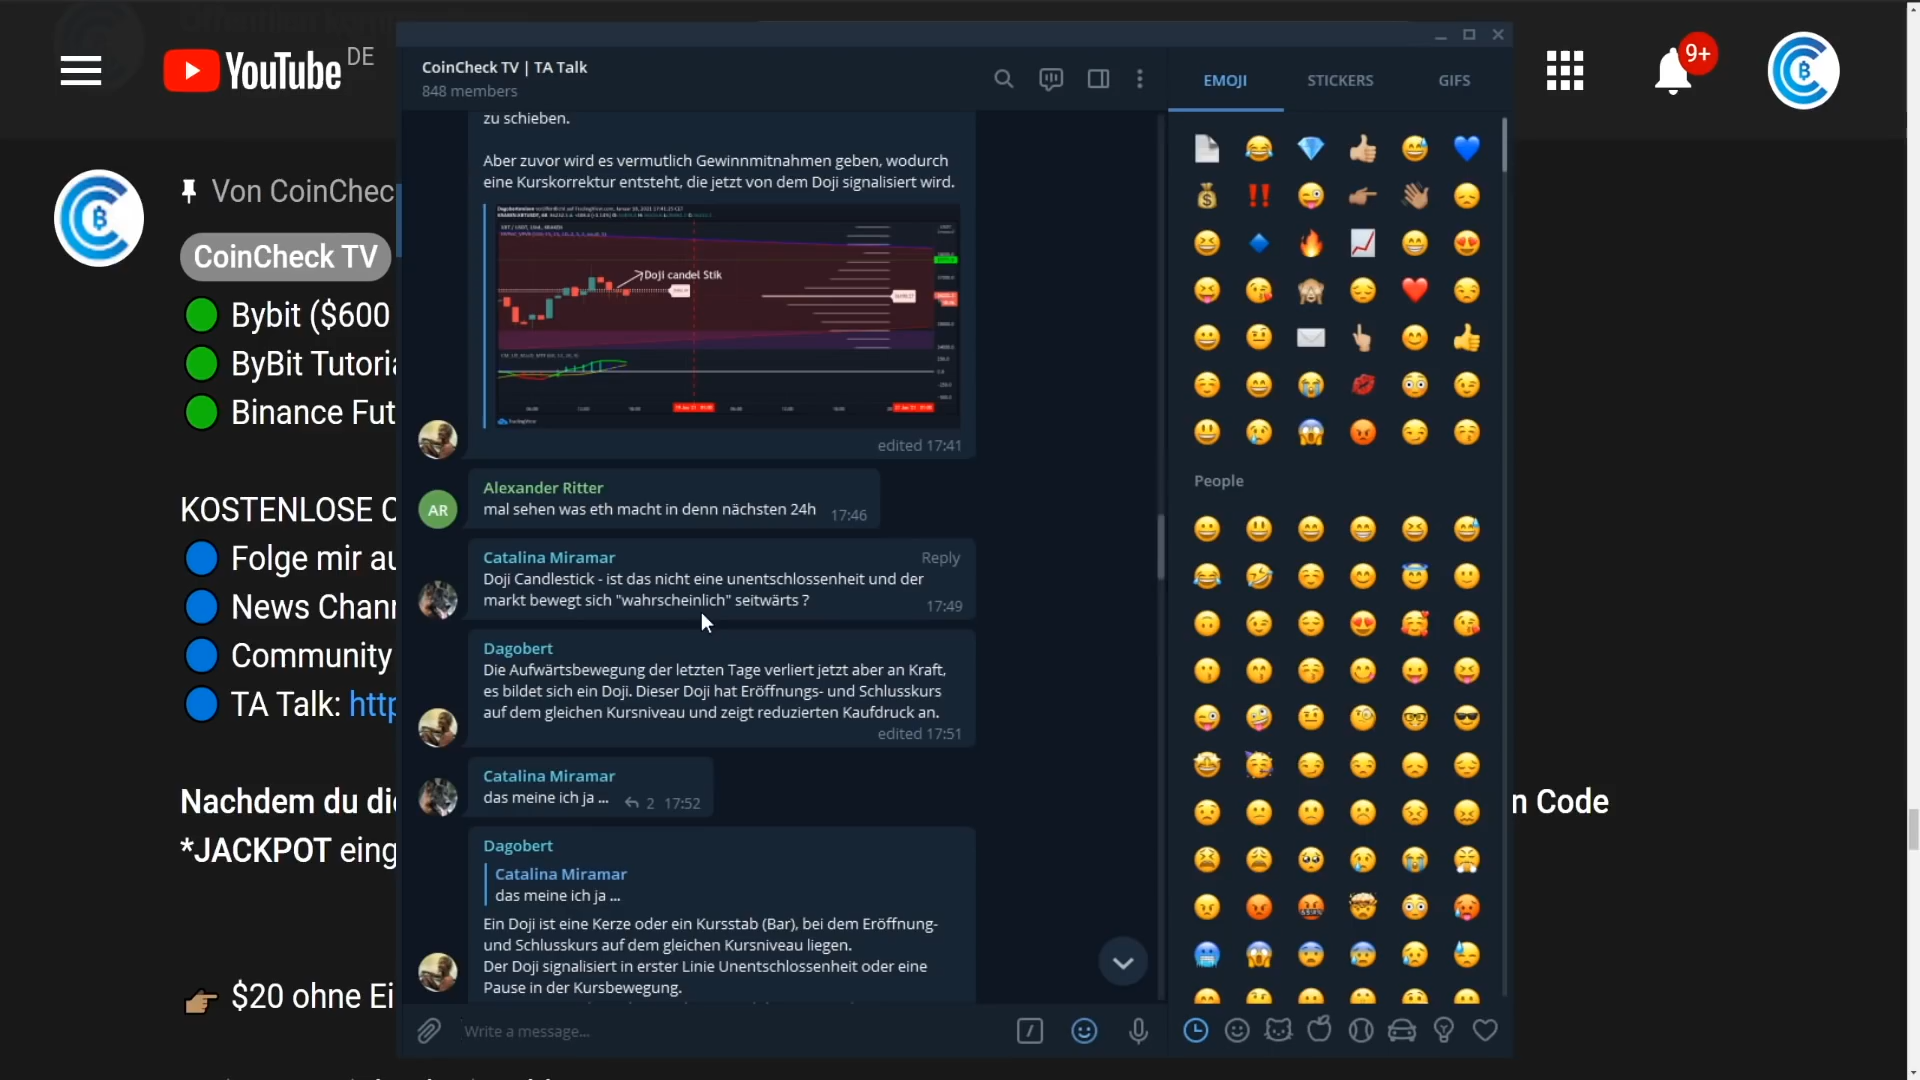 YouTube DE
9+
Von CoinChec
CoinCheck TV
Bybit ($600
ByBit Tutori
Binance Fut
KOSTENLOSE C
Folge mir au
News Chan
Community
TA Talk: http
Nachdem du di
n Code
*JACKPOT eing
$20 ohne Ei
CoinCheck TV | TA Talk
848 members
zu schieben.
Aber zuvor wird es vermutlich Gewinnmitnahmen geben, wodurch
eine Kurskorrektur entsteht, die jetzt von dem Doji signalisiert wird.
Doji candel Stik
TradingView
edited 17:41
AR
Alexander Ritter
mal sehen was eth macht in denn nächsten 24h 17:46
Catalina Miramar Reply
Doji Candlestick - ist das nicht eine unentschlossenheit und der
markt bewegt sich "wahrscheinlich" seitwärts ?
17:49
Dagobert
Die Aufwärtsbewegung der letzten Tage verliert jetzt aber an Kraft,
es bildet sich ein Doji. Dieser Doji hat Eröffnungs- und Schlusskurs
auf dem gleichen Kursniveau und zeigt reduzierten Kaufdruck an.
edited 17:51
Catalina Miramar
das meine ich ja ... 2 17:52
Dagobert
Catalina Miramar
das meine ich ja ...
Ein Doji ist eine Kerze oder ein Kursstab (Bar), bei dem Eröffnung-
und Schlusskurs auf dem gleichen Kursniveau liegen.
Der Doji signalisiert in erster Linie Unentschlossenheit oder eine
Pause in der Kursbewegung.
Write a message...
EMOJI STICKERS GIFS
People